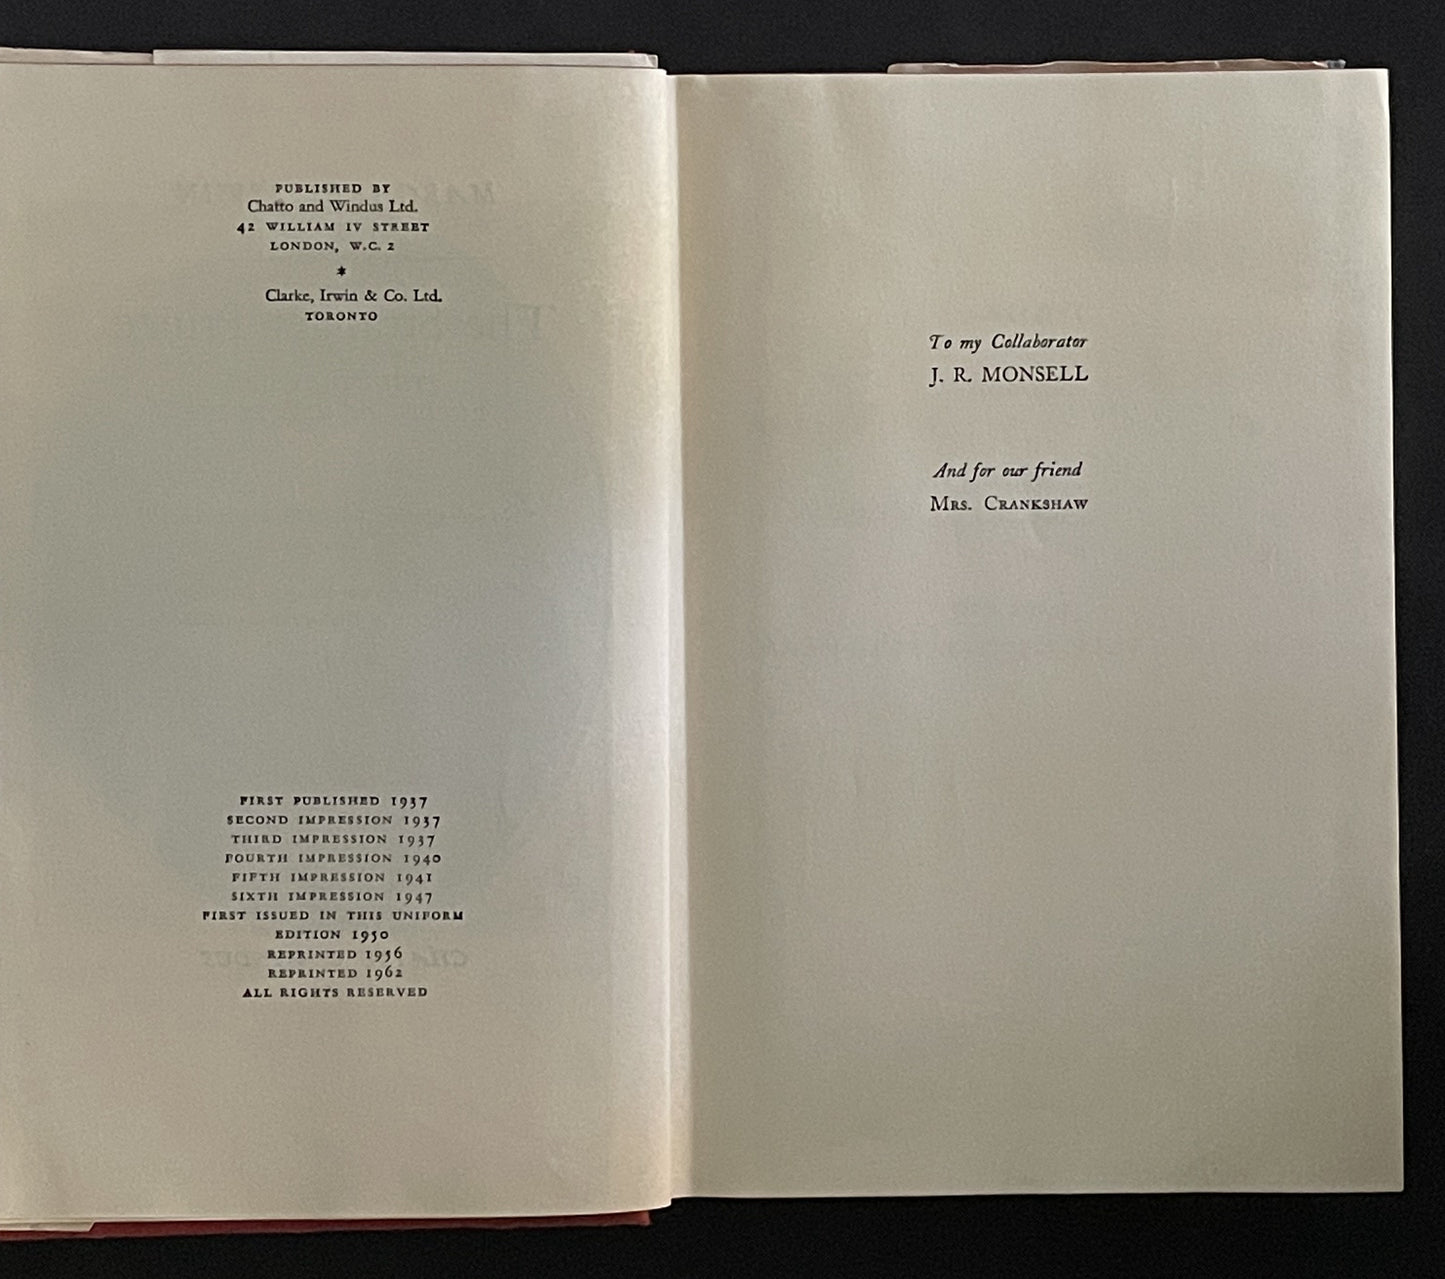 PUBLISHED BY
Chatto and Windus Ltd.
42 WILLIAM IV STREET
LONDON, W.C. 2
*
Clarke, Irwin & Co. Ltd.
TORONTO
FIRST PUBLISHED 1937
SECOND IMPRESSION 1937
THIRD IMPRESSION 1937
FOURTH IMPRESSION 1940
FIFTH IMPRESSION 1941
SIXTH IMPRESSION 1947
FIRST ISSUED IN THIS UNIFORM
EDITION 1950
REPRINTED 1956
REPRINTED 1962
ALL RIGHTS RESERVED
To my Collaborator
J. R. MONSELL
And for our friend
MRS. CRANKSHAW